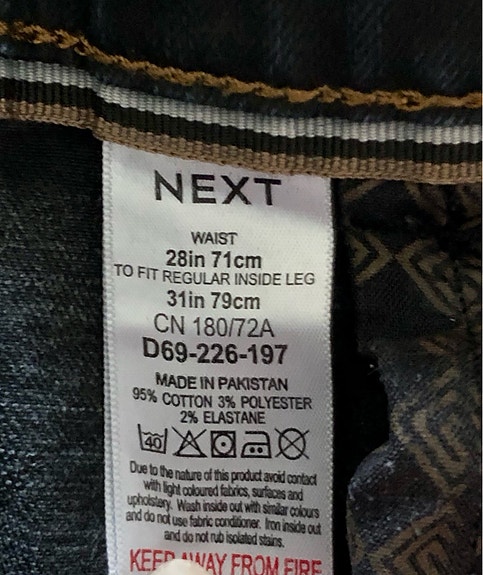 NEXT
WAIST
28in 71cm
TO FIT REGULAR INSIDE LEG
31in 79cm
CN 180/72A
D69-226-197
MADE IN PAKISTAN
95% COTTON 3% POLYESTER
2% ELASTANE
40
Due to the nature of this product avoid contact
with light coloured fabrics, surfaces and
upholstery. Wash inside out with similar colours
and do not use fabric conditioner. Iron inside out
and do not rub isolated stains.
KEEP AWAY FROM FIRE